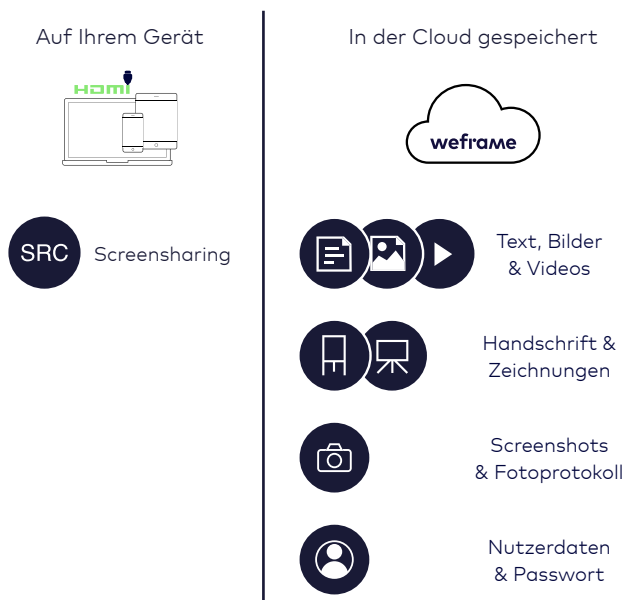 Auf Ihrem Gerät
HDMI
SRC Screensharing
In der Cloud gespeichert
weframe
Text, Bilder
& Videos
Handschrift &
Zeichnungen
Screenshots
& Fotoprotokoll
Nutzerdaten
& Passwort